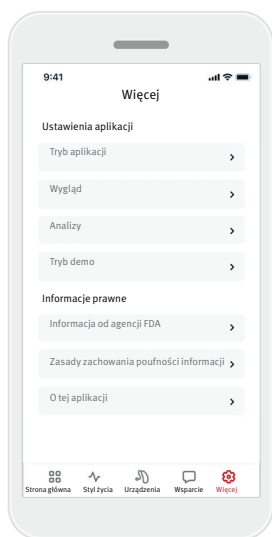 9:41
Więcej
Ustawienia aplikacji
Tryb aplikacji
Wygląd
Analizy
Tryb demo
Informacje prawne
Informacja od agencji FDA
Zasady zachowania poufności informacji
O tej aplikacji
Strona główna Styl życia Urządzenia Wsparcie Więcej